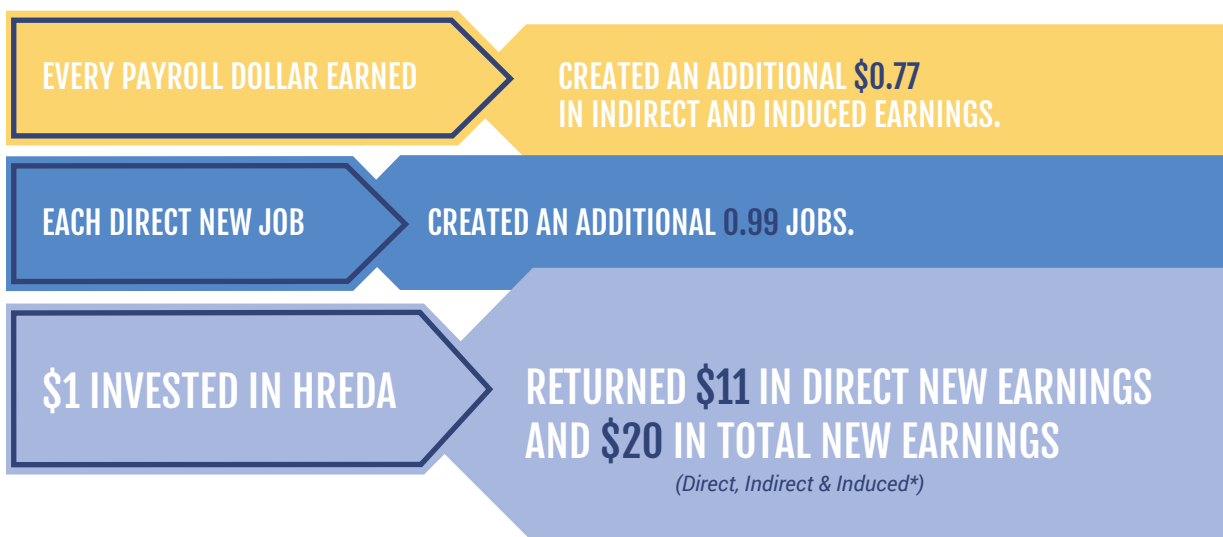 EVERY PAYROLL DOLLAR EARNED
CREATED AN ADDITIONAL $0.77
IN INDIRECT AND INDUCED EARNINGS.
EACH DIRECT NEW JOB
CREATED AN ADDITIONAL 0.99 JOBS.
$1 INVESTED IN HREDA
RETURNED $11 IN DIRECT NEW EARNINGS
AND $20 IN TOTAL NEW EARNINGS
(Direct, Indirect & Induced*)